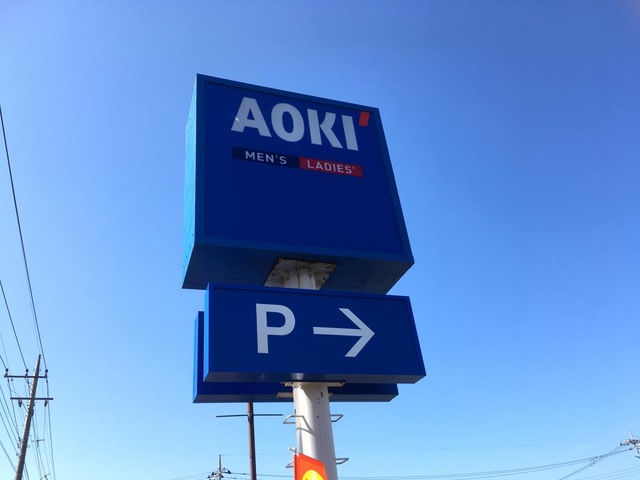 AOKI'
MEN'S LADIES'
P →